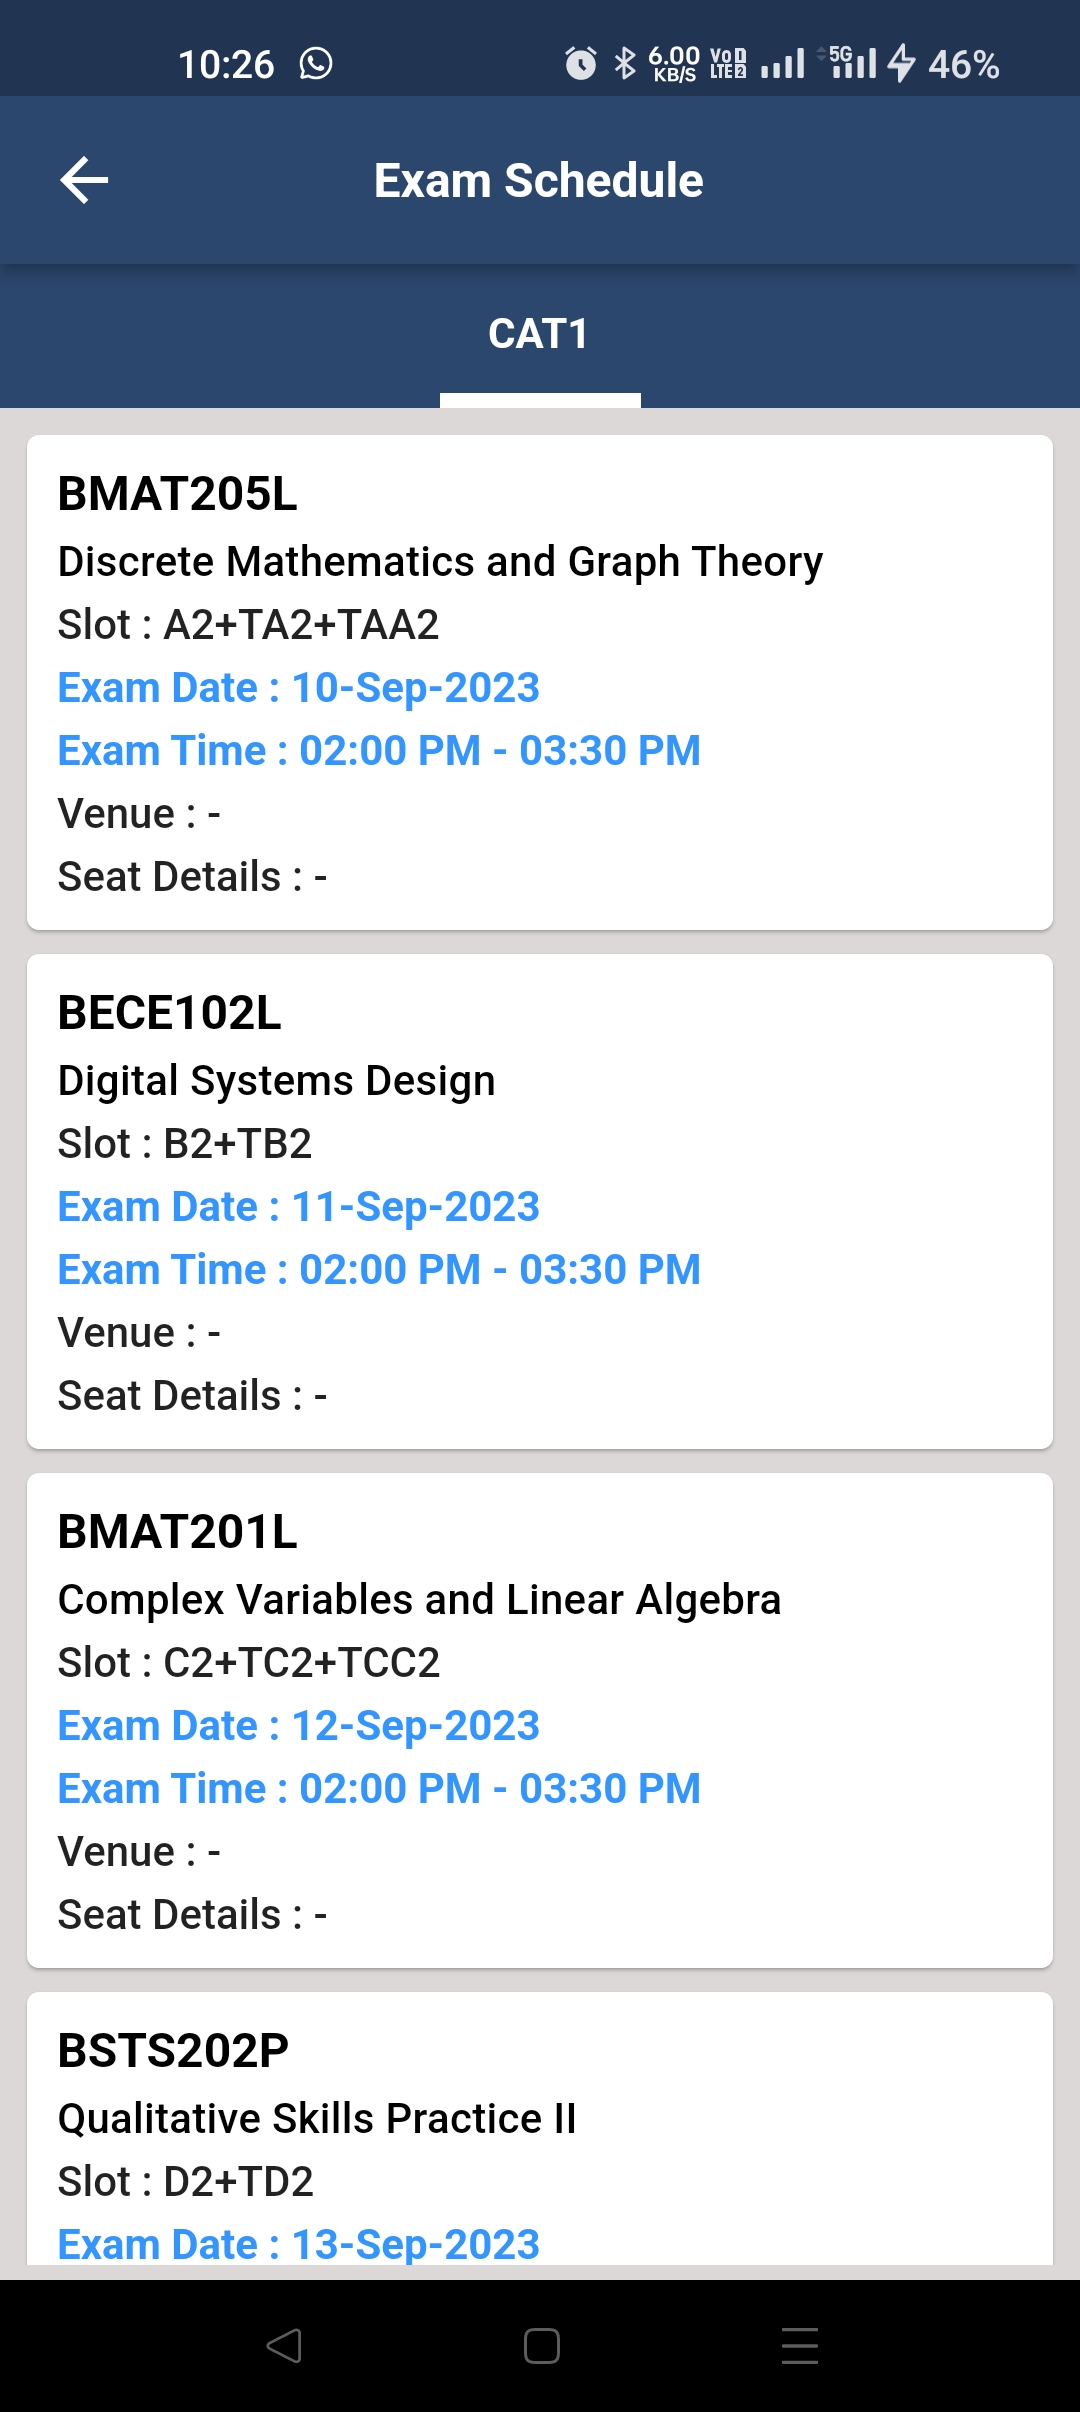 10:26 6.00 KB/S VoD LTE2 5G 46%
Exam Schedule
CAT1
BMAT205L
Discrete Mathematics and Graph Theory
Slot : A2+TA2+TAA2
Exam Date : 10-Sep-2023
Exam Time : 02:00 PM - 03:30 PM
Venue : -
Seat Details : -
BECE102L
Digital Systems Design
Slot : B2+TB2
Exam Date : 11-Sep-2023
Exam Time : 02:00 PM - 03:30 PM
Venue : -
Seat Details : -
BMAT201L
Complex Variables and Linear Algebra
Slot : C2+TC2+TCC2
Exam Date : 12-Sep-2023
Exam Time : 02:00 PM - 03:30 PM
Venue : -
Seat Details : -
BSTS202P
Qualitative Skills Practice II
Slot : D2+TD2
Exam Date : 13-Sep-2023